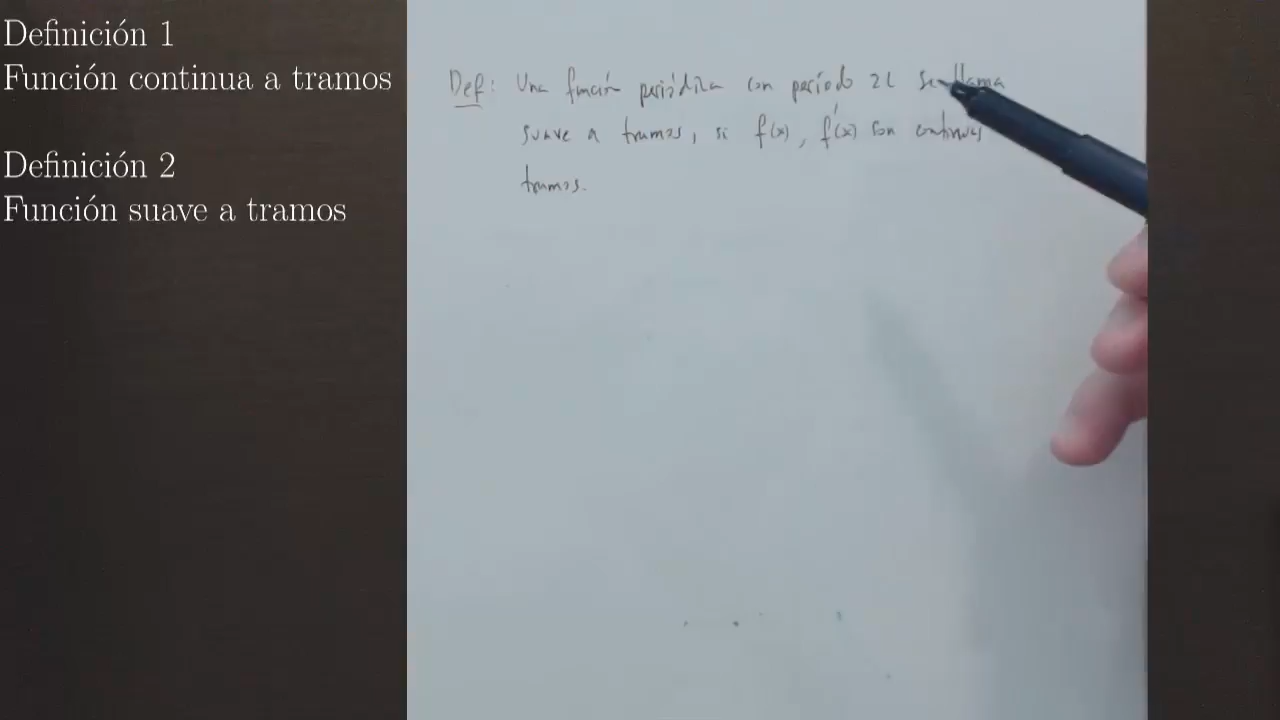 Definición 1
Función continua a tramos
Definición 2
Función suave a tramos
Def: Una función periódica con período 2L se llama
suave a tramos, si f(x), f'(x) son continuas
tramos.